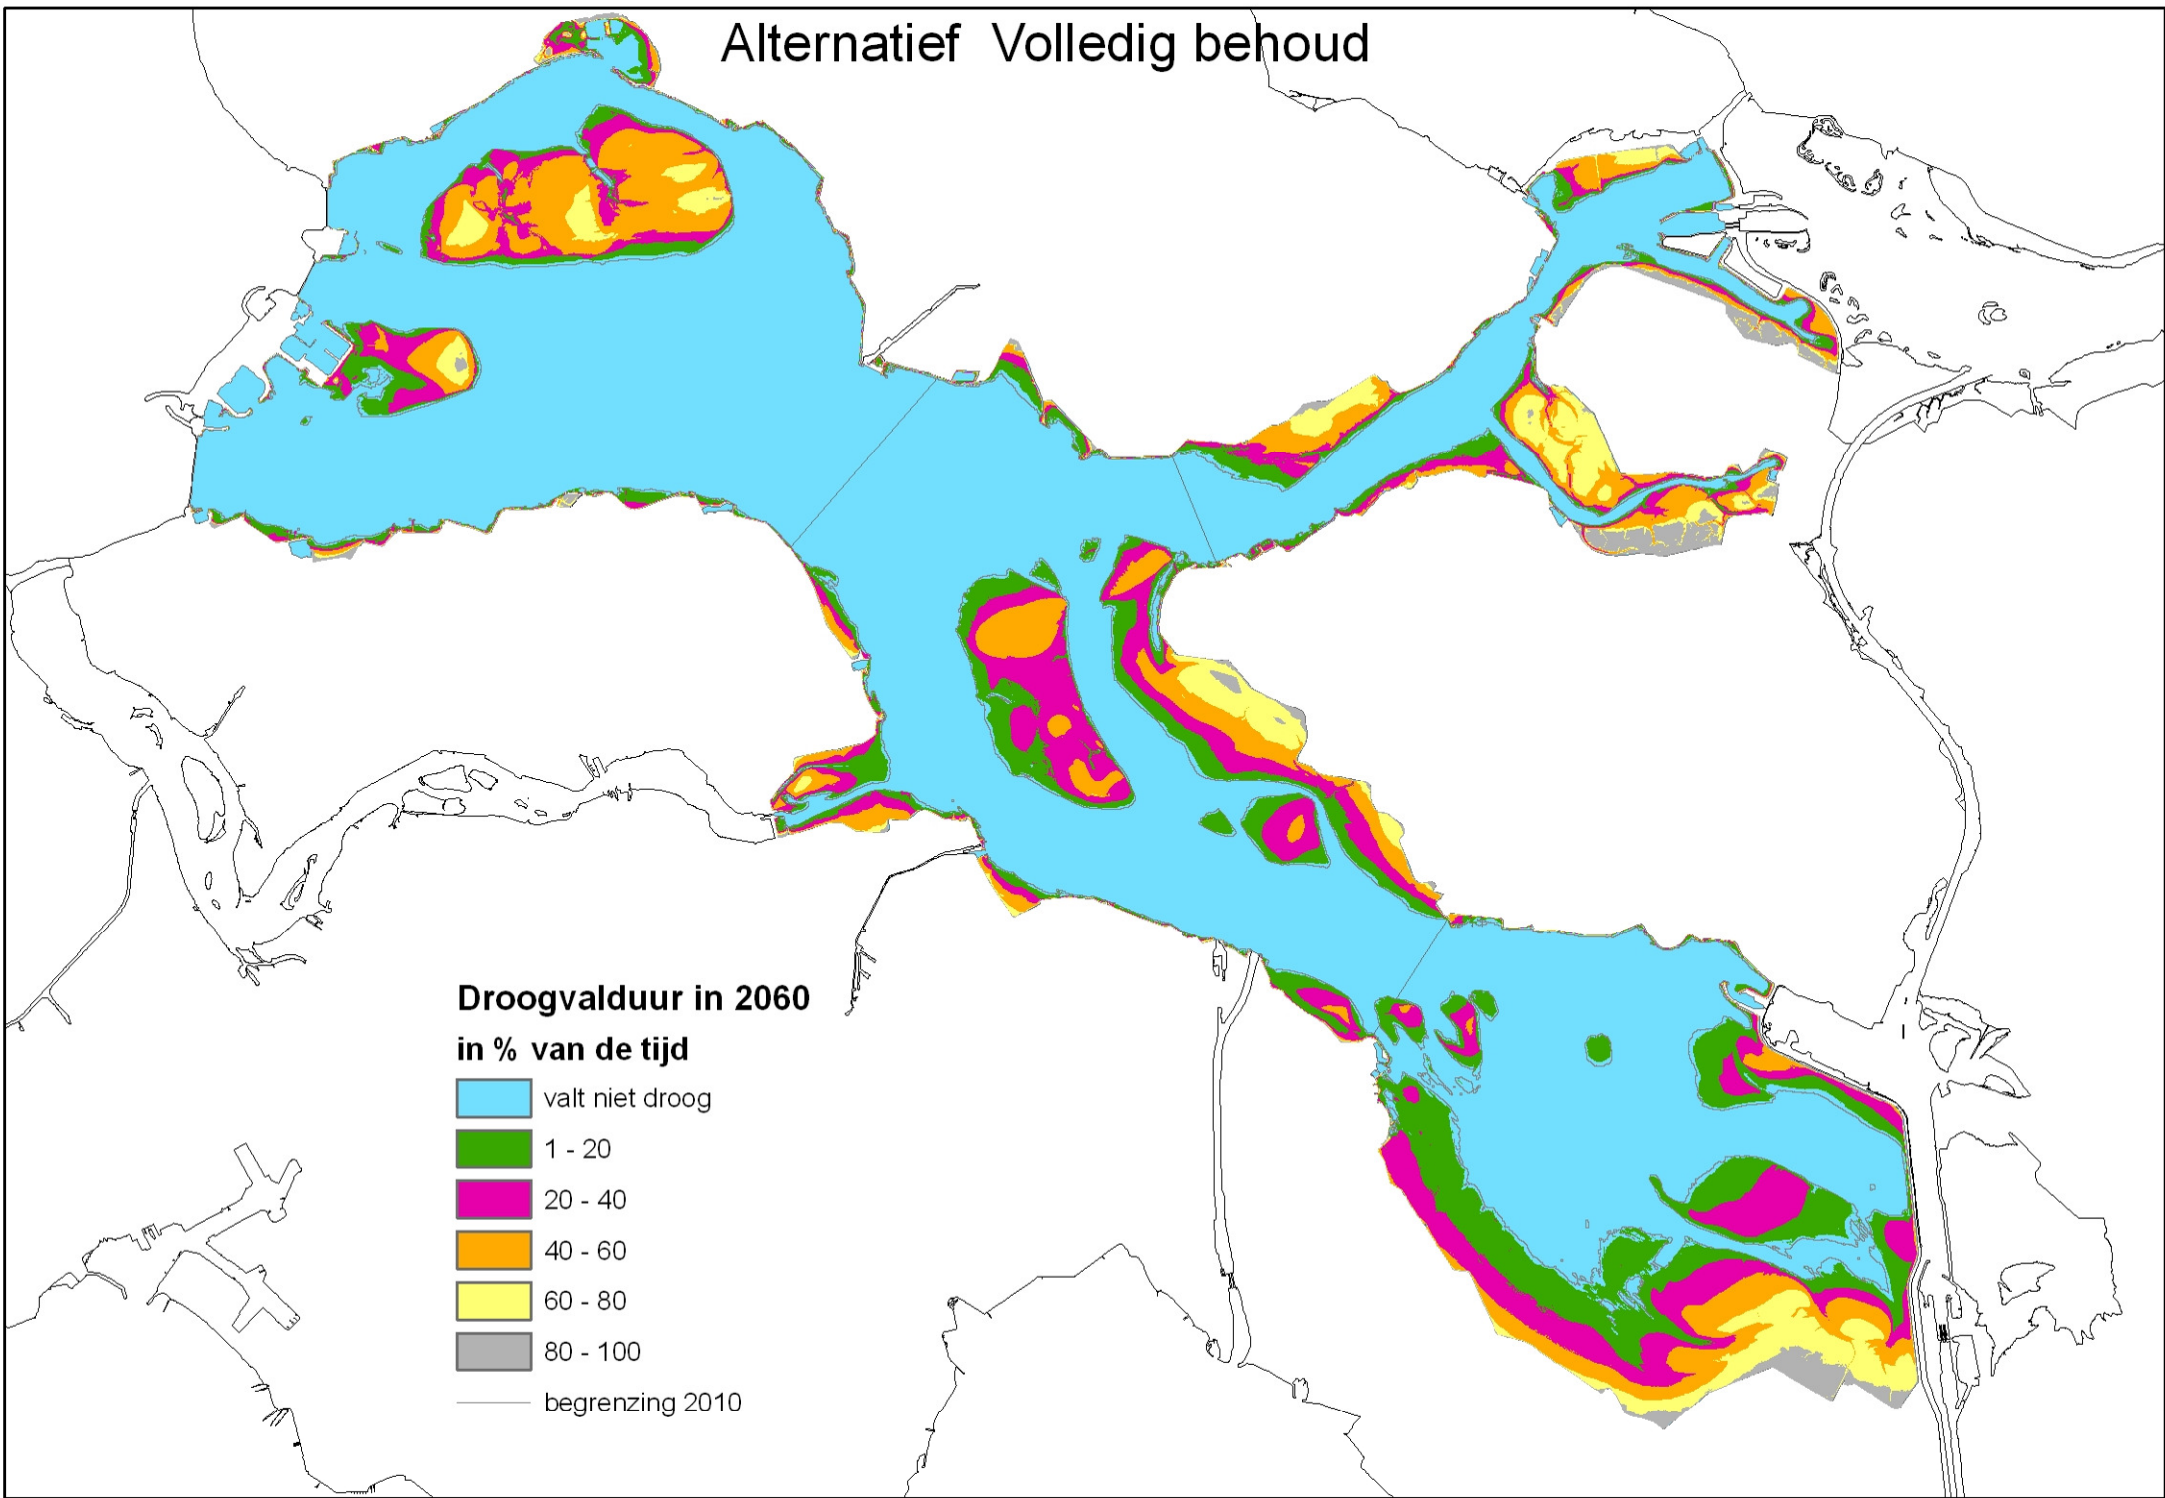 Alternatief Volledig behoud
Droogvalduur in 2060
in % van de tijd
valt niet droog
1 - 20
20 - 40
40 - 60
60 - 80
80 - 100
begrenzing 2010